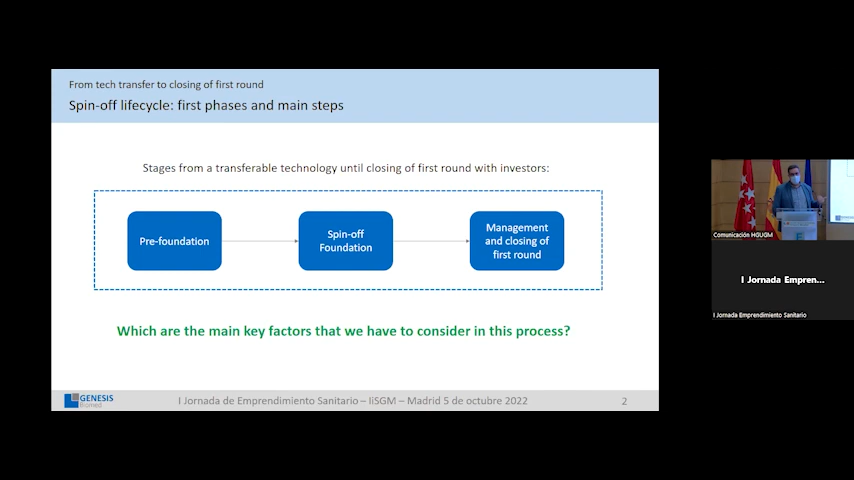 From tech transfer to closing of first round
Spin-off lifecycle: first phases and main steps
Stages from a transferable technology until closing of first round with investors:
Pre-foundation
Spin-off
Foundation
Management
and closing of
first round
Which are the main key factors that we have to consider in this process?
GENESIS
Biomed
I Jornada de Emprendimiento Sanitario – IiSGM – Madrid 5 de octubre 2022
2
Comunicación HGUGM
I Jornada Empren...
I Jornada Emprendimiento Sanitario